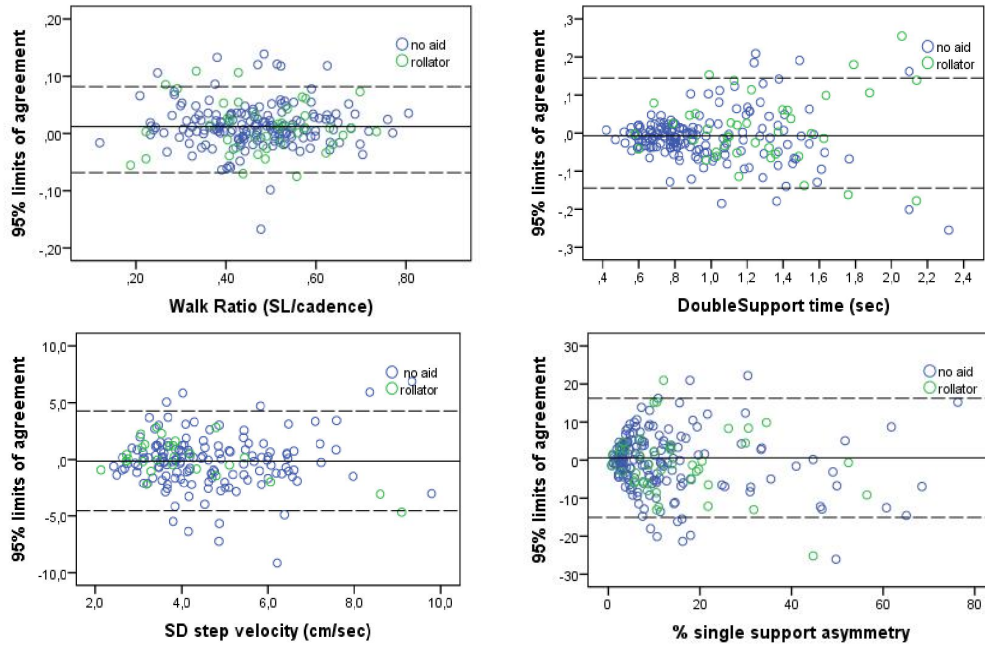 ,20
,10
,00
-,10
-,20
95% limits of agreement
no aid
rollator
,20 ,40 ,60 ,80
Walk Ratio (SL/cadence)
,3
,2
,1
,0
-,1
-,2
-,3
95% limits of agreement
no aid
rollator
,4 ,6 ,8 1,0 1,2 1,4 1,6 1,8 2,0 2,2 2,4
DoubleSupport time (sec)
10,0
5,0
,0
-5,0
-10,0
95% limits of agreement
no aid
rollator
2,0 4,0 6,0 8,0 10,0
SD step velocity (cm/sec)
30
20
10
0
-10
-20
-30
95% limits of agreement
no aid
rollator
0 20 40 60 80
% single support asymmetry